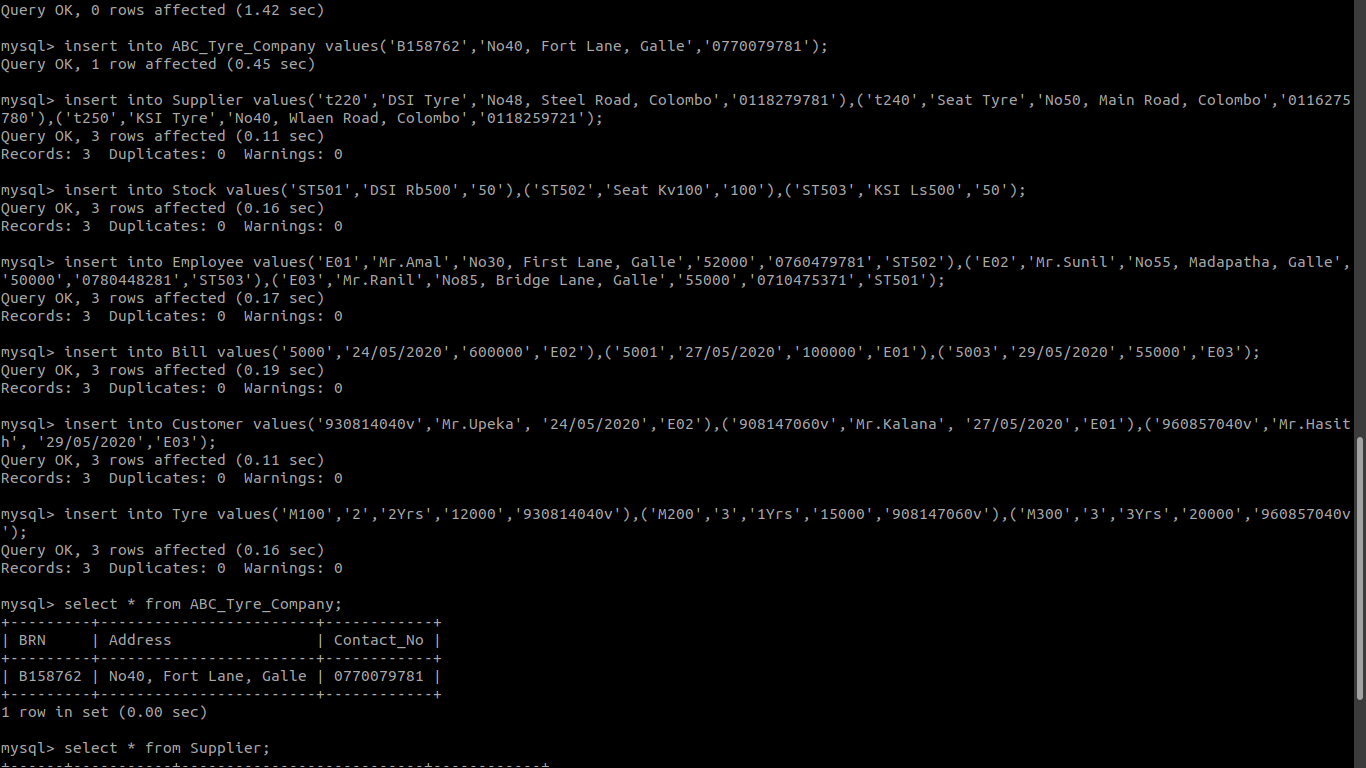 Query OK, 0 rows affected (1.42 sec)
mysql> insert into ABC_Tyre_Company values('B158762','No40, Fort Lane, Galle','0770079781');
Query OK, 1 row affected (0.45 sec)
mysql> insert into Supplier values('t220','DSI Tyre','No48, Steel Road, Colombo','0118279781'),('t240','Seat Tyre','No50, Main Road, Colombo','0116275
780'),('t250','KSI Tyre','No40, Wlaen Road, Colombo','0118259721');
Query OK, 3 rows affected (0.11 sec)
Records: 3  Duplicates: 0  Warnings: 0
mysql> insert into Stock values('ST501','DSI Rb500','50'),('ST502','Seat Kv100','100'),('ST503','KSI Ls500','50');
Query OK, 3 rows affected (0.16 sec)
Records: 3  Duplicates: 0  Warnings: 0
mysql> insert into Employee values('E01','Mr.Amal','No30, First Lane, Galle','52000','0760479781','ST502'),('E02','Mr.Sunil','No55, Madapatha, Galle',
'50000','0780448281','ST503'),('E03','Mr.Ranil','No85, Bridge Lane, Galle','55000','0710475371','ST501');
Query OK, 3 rows affected (0.17 sec)
Records: 3  Duplicates: 0  Warnings: 0
mysql> insert into Bill values('5000','24/05/2020','600000','E02'),('5001','27/05/2020','100000','E01'),('5003','29/05/2020','55000','E03');
Query OK, 3 rows affected (0.19 sec)
Records: 3  Duplicates: 0  Warnings: 0
mysql> insert into Customer values('930814040v','Mr.Upeka', '24/05/2020','E02'),('908147060v','Mr.Kalana', '27/05/2020','E01'),('960857040v','Mr.Hasit
h', '29/05/2020','E03');
Query OK, 3 rows affected (0.11 sec)
Records: 3  Duplicates: 0  Warnings: 0
mysql> insert into Tyre values('M100','2','2Yrs','12000','930814040v'),('M200','3','1Yrs','15000','908147060v'),('M300','3','3Yrs','20000','960857040v
');
Query OK, 3 rows affected (0.16 sec)
Records: 3  Duplicates: 0  Warnings: 0
mysql> select * from ABC_Tyre_Company;
+---------+------------------------+------------+
| BRN     | Address                | Contact_No |
+---------+------------------------+------------+
| B158762 | No40, Fort Lane, Galle | 0770079781 |
+---------+------------------------+------------+
1 row in set (0.00 sec)
mysql> select * from Supplier;
+------+-----------+---------------------------+------------+